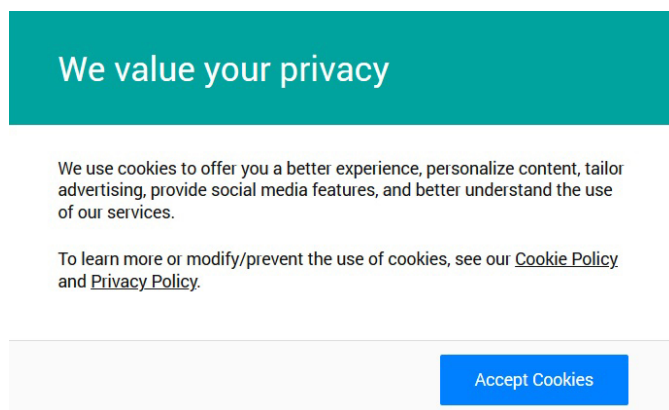 We value your privacy
We use cookies to offer you a better experience, personalize content, tailor
advertising, provide social media features, and better understand the use
of our services.
To learn more or modify/prevent the use of cookies, see our Cookie Policy
and Privacy Policy.
Accept Cookies